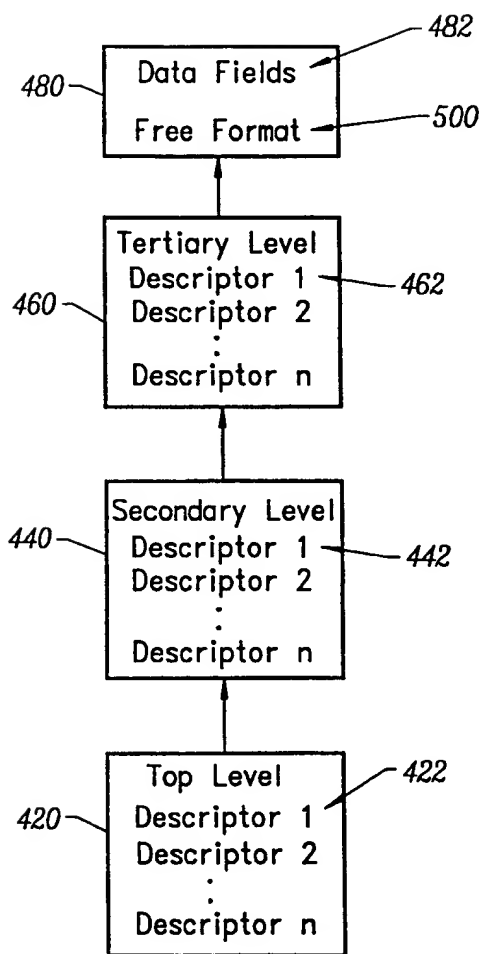 482
480
Data Fields
Free Format
500
Tertiary Level
Descriptor 1
462
460
Descriptor 2
.
.
Descriptor n
Secondary Level
440
Descriptor 1
442
Descriptor 2
.
.
Descriptor n
Top Level
422
420
Descriptor 1
Descriptor 2
.
.
Descriptor n